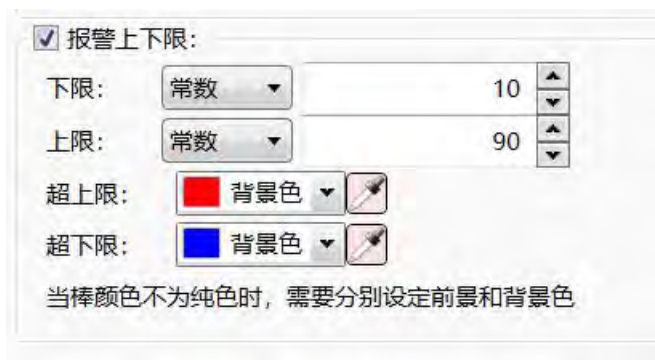 报警上下限:
下限: 常数 10
上限: 常数 90
超上限: 背景色
超下限: 背景色
当棒颜色不为纯色时，需要分别设定前景和背景色